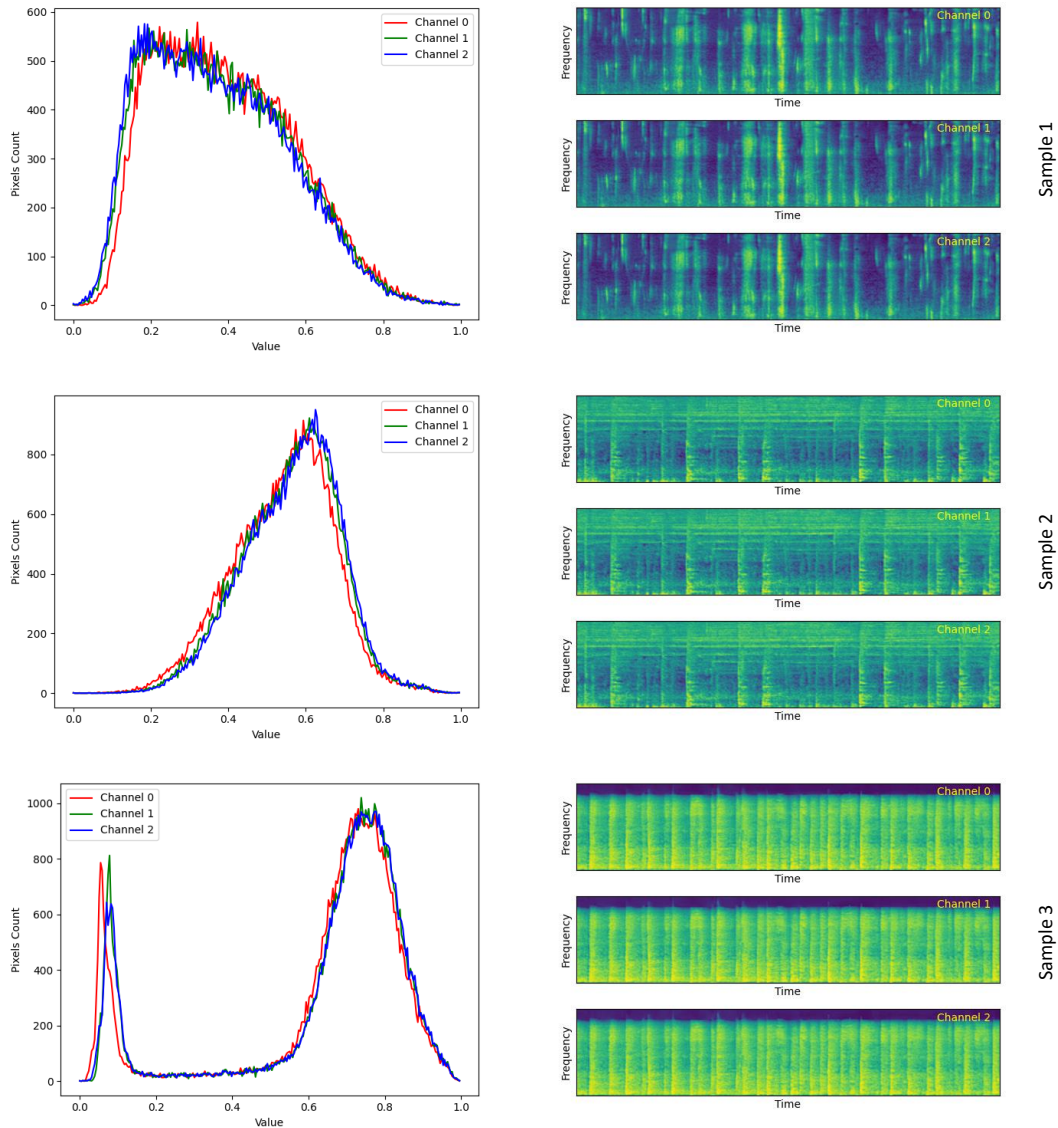 600
500
400
300
200
100
0
Pixels Count
0.0 0.2 0.4 0.6 0.8 1.0
Value
Channel 0
Channel 1
Channel 2
Channel 0
Frequency
Time
Channel 1
Frequency
Time
Channel 2
Frequency
Time
Sample 1
800
600
400
200
0
Pixels Count
0.0 0.2 0.4 0.6 0.8 1.0
Value
Channel 0
Channel 1
Channel 2
Channel 0
Frequency
Time
Channel 1
Frequency
Time
Channel 2
Frequency
Time
Sample 2
1000
800
600
400
200
0
Pixels Count
0.0 0.2 0.4 0.6 0.8 1.0
Value
Channel 0
Channel 1
Channel 2
Channel 0
Frequency
Time
Channel 1
Frequency
Time
Channel 2
Frequency
Time
Sample 3